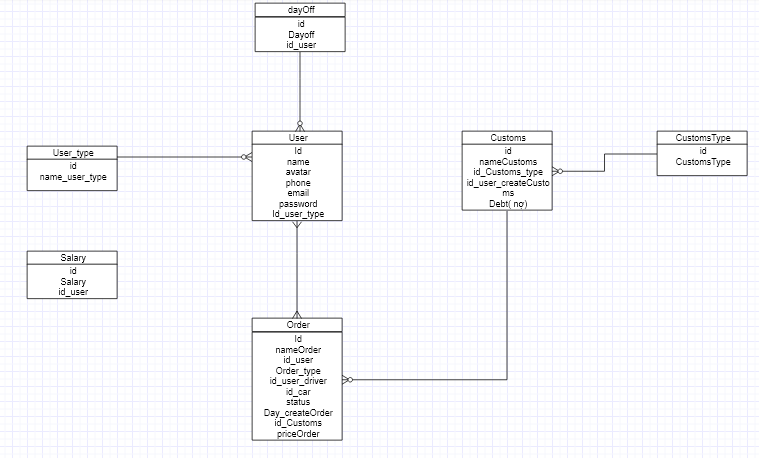 dayOff
id
Dayoff
id_user
User
Id
name
avatar
phone
email
password
Id_user_type
Customs
id
nameCustoms
id_Customs_type
id_user_createCusto
ms
Debt( nợ)
CustomsType
id
CustomsType
User_type
id
name_user_type
Salary
id
Salary
id_user
Order
Id
nameOrder
id_user
Order_type
id_user_driver
id_car
status
Day_createOrder
id_Customs
priceOrder